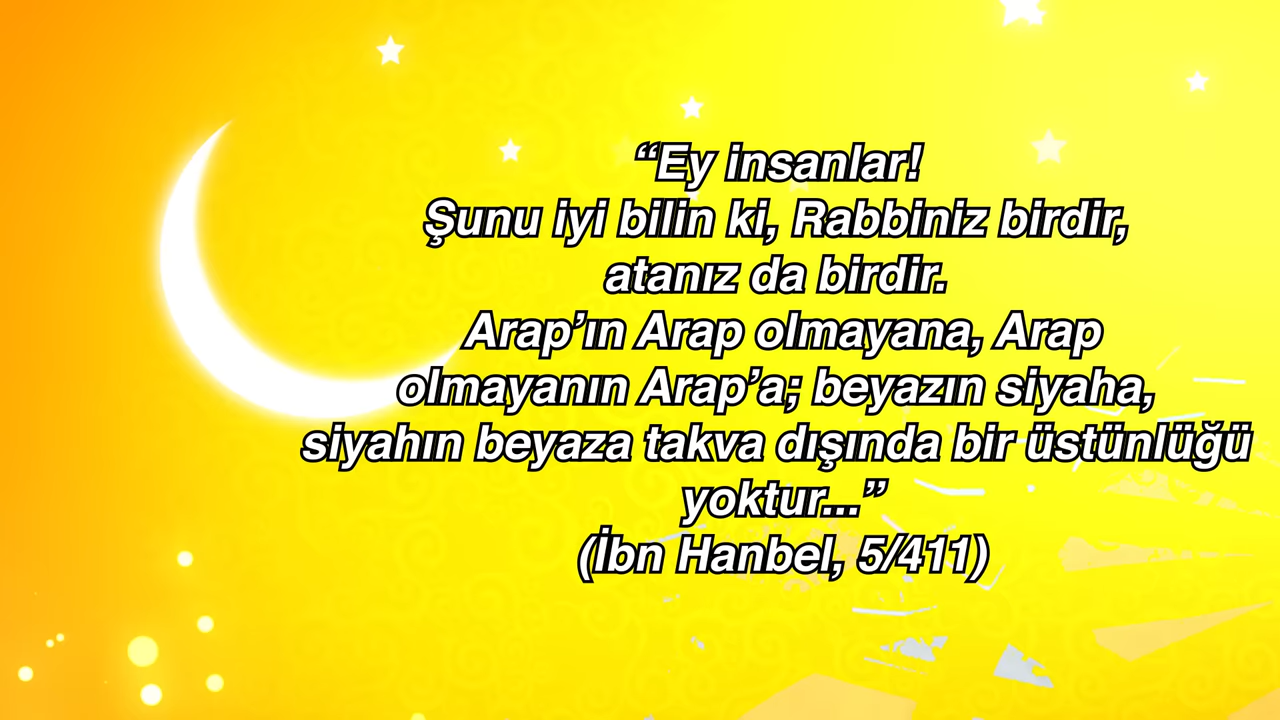 “Ey insanlar!
Şunu iyi bilin ki, Rabbiniz birdir,
atanız da birdir.
Arap’ın Arap olmayana, Arap
olmayanın Arap’a; beyazın siyaha,
siyahın beyaza takva dışında bir üstünlüğü
yoktur...”
(İbn Hanbel, 5/411)